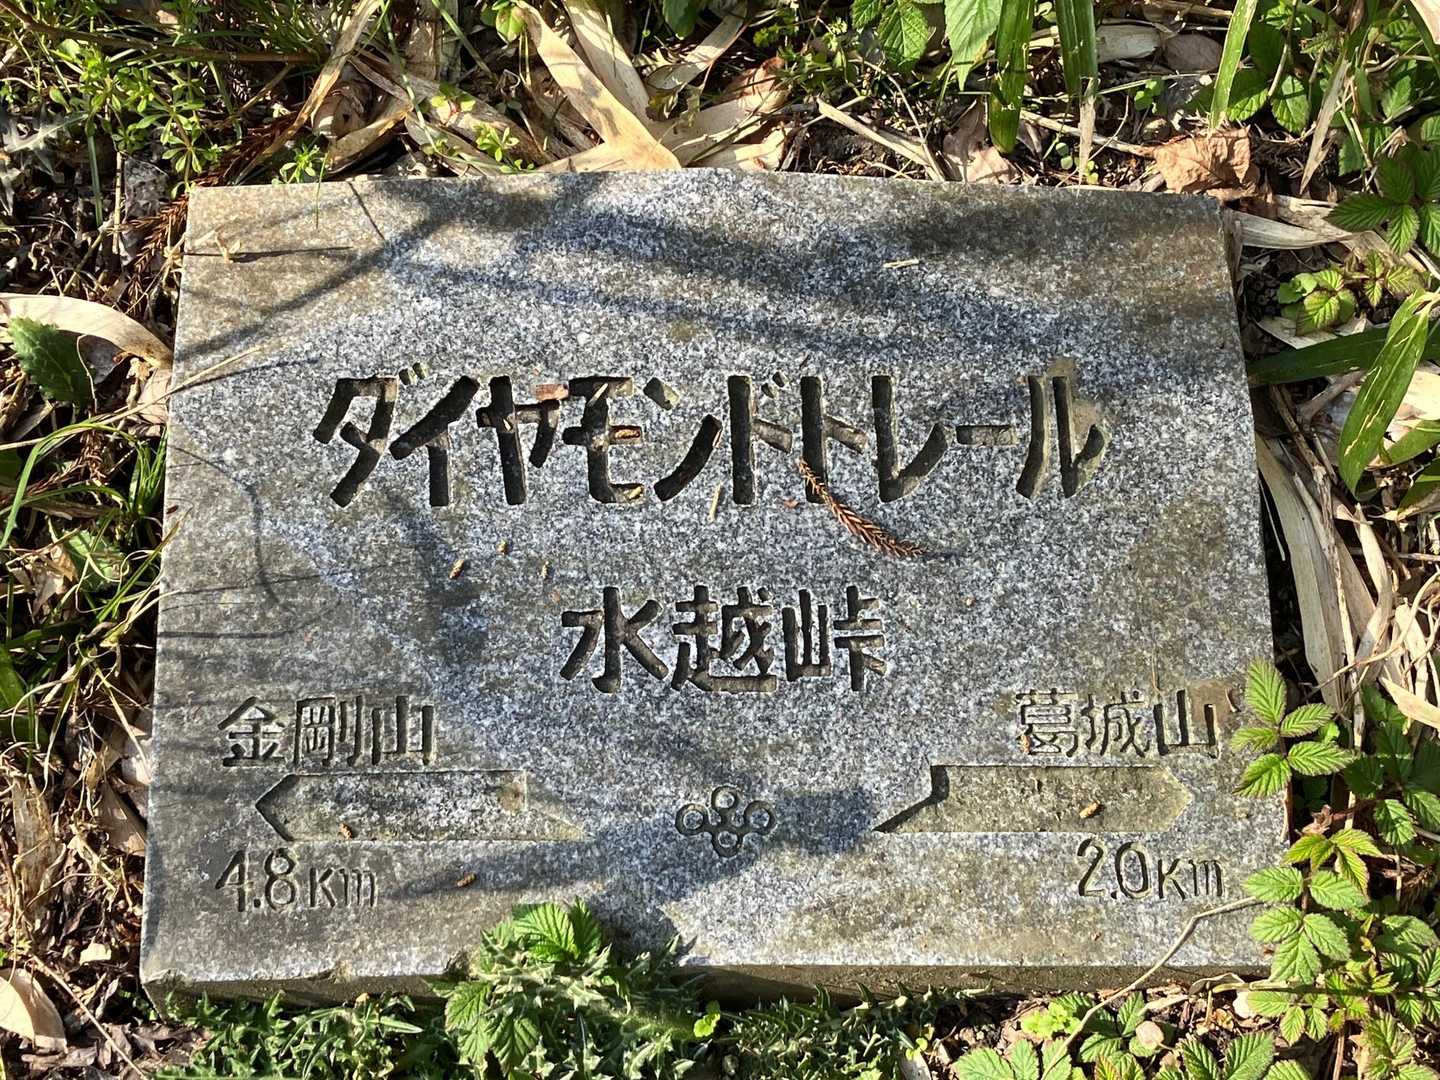 ダイヤモンドトレール
水越峠
金剛山
葛城山
4.8Km
2.0Km